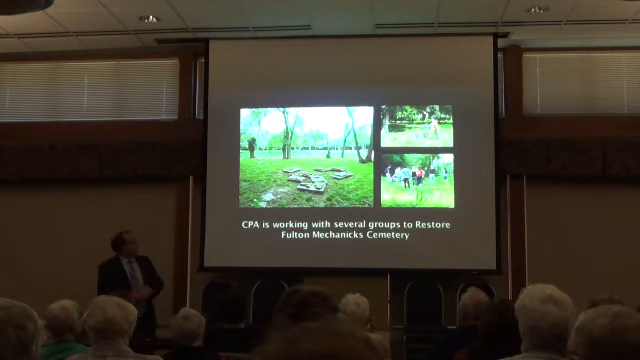 CPA is working with several groups to Restore
Fulton Mechanicks Cemetery